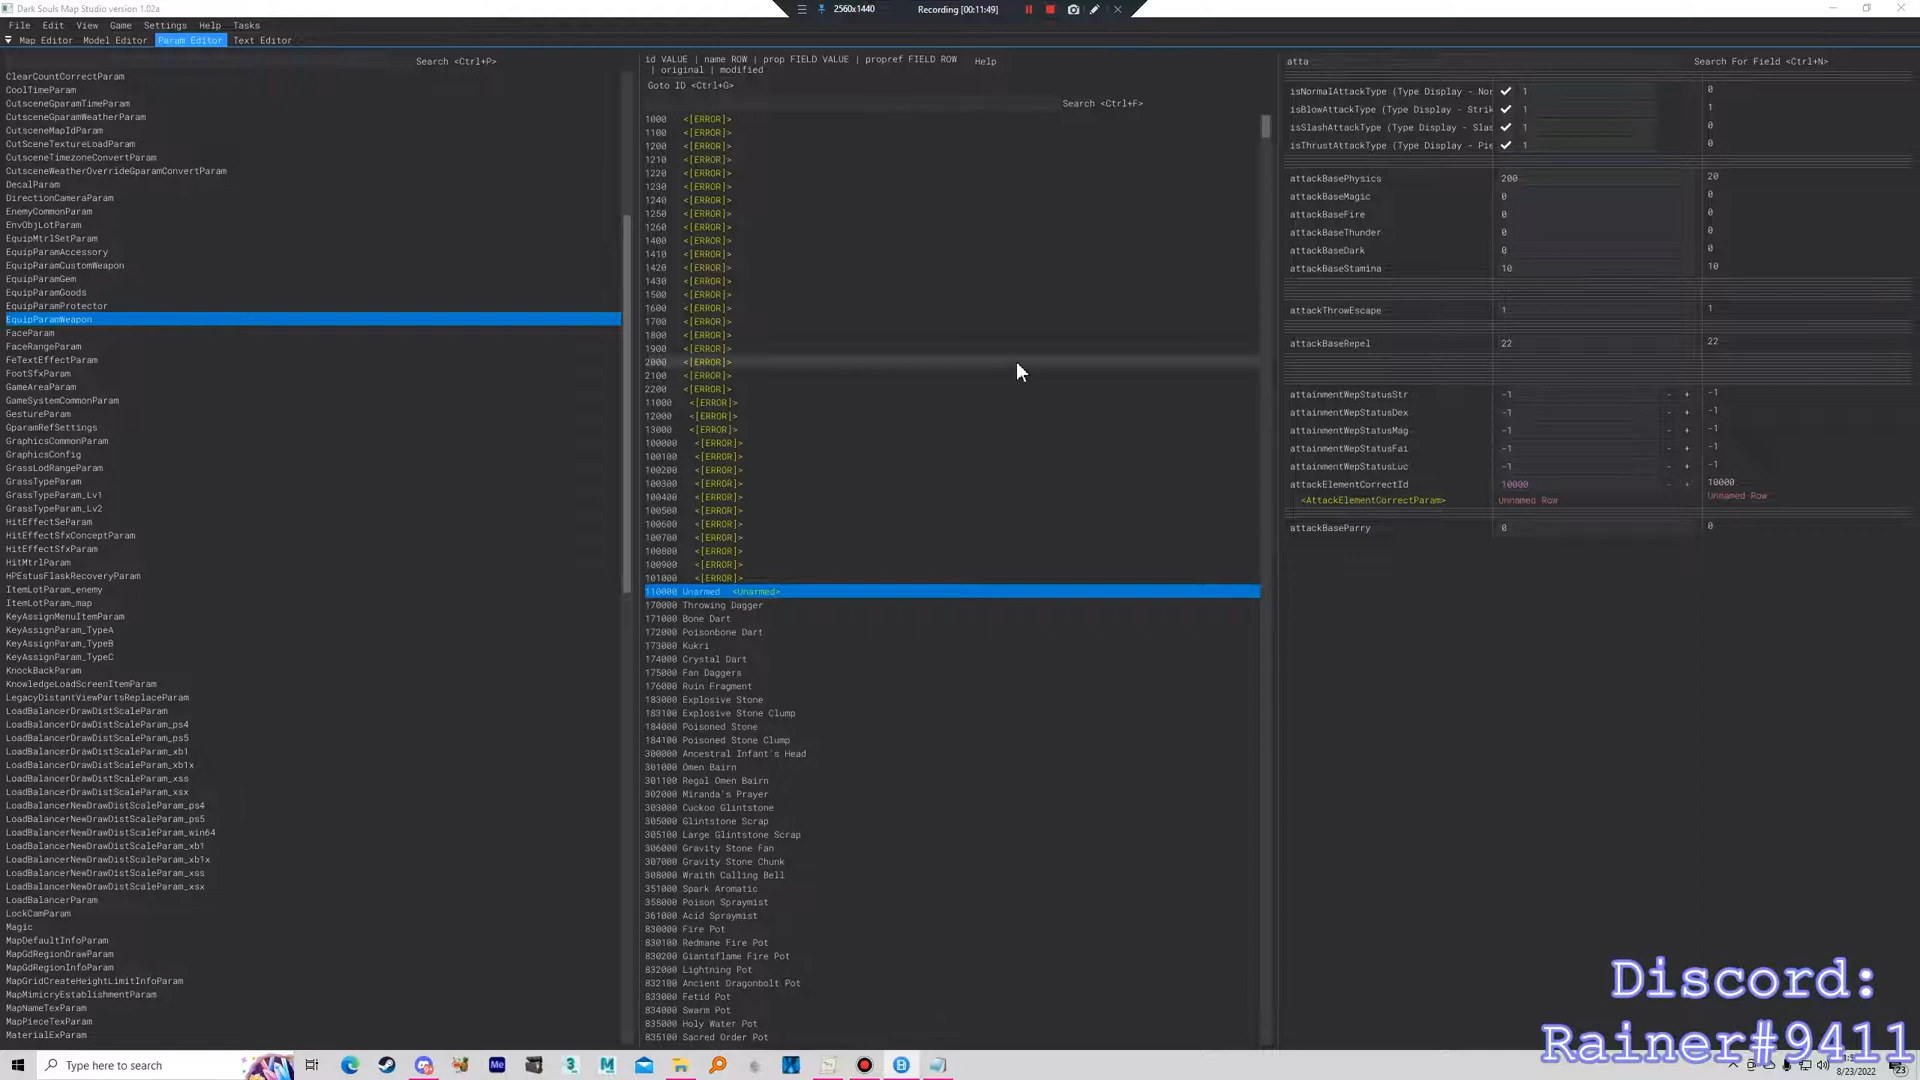 Dark Souls Map Studio version 1.02a
2560x1440
Recording [00:11:49]
File Edit View Game Settings Help Tasks
Map Editor Model Editor Param Editor Text Editor
Search <Ctrl+P>
ClearCountCorrectParam
CoolTimeParam
CutsceneGparamTimeParam
CutsceneGparamWeatherParam
CutsceneMapIdParam
CutSceneTextureLoadParam
CutsceneTimezoneConvertParam
CutsceneWeatherOverrideGparamConvertParam
DecalParam
DirectionCameraParam
EnemyCommonParam
EnvObjLotParam
EquipMtrlSetParam
EquipParamAccessory
EquipParamCustomWeapon
EquipParamGem
EquipParamGoods
EquipParamProtector
EquipParamWeapon
FaceParam
FaceRangeParam
FeTextEffectParam
FootSfxParam
GameAreaParam
GameSystemCommonParam
GestureParam
GparamRefSettings
GraphicsCommonParam
GraphicsConfig
GrassLodRangeParam
GrassTypeParam
GrassTypeParam_Lv1
GrassTypeParam_Lv2
HitEffectSeParam
HitEffectSfxConceptParam
HitEffectSfxParam
HitMtrlParam
HPEstusFlaskRecoveryParam
ItemLotParam_enemy
ItemLotParam_map
KeyAssignMenuItemParam
KeyAssignParam_TypeA
KeyAssignParam_TypeB
KeyAssignParam_TypeC
KnockBackParam
KnowledgeLoadScreenItemParam
LegacyDistantViewPartsReplaceParam
LoadBalancerDrawDistScaleParam
LoadBalancerDrawDistScaleParam_ps4
LoadBalancerDrawDistScaleParam_ps5
LoadBalancerDrawDistScaleParam_xb1
LoadBalancerDrawDistScaleParam_xb1x
LoadBalancerDrawDistScaleParam_xss
LoadBalancerDrawDistScaleParam_xsx
LoadBalancerNewDrawDistScaleParam_ps4
LoadBalancerNewDrawDistScaleParam_ps5
LoadBalancerNewDrawDistScaleParam_win64
LoadBalancerNewDrawDistScaleParam_xb1
LoadBalancerNewDrawDistScaleParam_xb1x
LoadBalancerNewDrawDistScaleParam_xss
LoadBalancerNewDrawDistScaleParam_xsx
LoadBalancerParam
LockCamParam
Magic
MapDefaultInfoParam
MapGdRegionDrawParam
MapGdRegionInfoParam
MapGridCreateHeightLimitInfoParam
MapMimicryEstablishmentParam
MapNameTexParam
MapPieceTexParam
MaterialExParam
id VALUE | name ROW | prop FIELD VALUE | propref FIELD ROW
| original | modified
Help
Goto ID <Ctrl+G>
Search <Ctrl+F>
1000 <[ERROR]>
1100 <[ERROR]>
1200 <[ERROR]>
1210 <[ERROR]>
1220 <[ERROR]>
1230 <[ERROR]>
1240 <[ERROR]>
1250 <[ERROR]>
1260 <[ERROR]>
1400 <[ERROR]>
1410 <[ERROR]>
1420 <[ERROR]>
1430 <[ERROR]>
1500 <[ERROR]>
1600 <[ERROR]>
1700 <[ERROR]>
1800 <[ERROR]>
1900 <[ERROR]>
2000 <[ERROR]>
2100 <[ERROR]>
2200 <[ERROR]>
11000 <[ERROR]>
12000 <[ERROR]>
13000 <[ERROR]>
100000 <[ERROR]>
100100 <[ERROR]>
100200 <[ERROR]>
100300 <[ERROR]>
100400 <[ERROR]>
100500 <[ERROR]>
100600 <[ERROR]>
100700 <[ERROR]>
100800 <[ERROR]>
100900 <[ERROR]>
101000 <[ERROR]>
110000 Unarmed <Unarmed>
170000 Throwing Dagger
171000 Bone Dart
172000 Poisonbone Dart
173000 Kukri
174000 Crystal Dart
175000 Fan Daggers
176000 Ruin Fragment
183000 Explosive Stone
183100 Explosive Stone Clump
184000 Poisoned Stone
184100 Poisoned Stone Clump
300000 Ancestral Infant's Head
301000 Omen Bairn
301100 Regal Omen Bairn
302000 Miranda's Prayer
303000 Cuckoo Glintstone
305000 Glintstone Scrap
305100 Large Glintstone Scrap
306000 Gravity Stone Fan
307000 Gravity Stone Chunk
308000 Wraith Calling Bell
351000 Spark Aromatic
358000 Poison Spraymist
361000 Acid Spraymist
830000 Fire Pot
830100 Redmane Fire Pot
830200 Giantsflame Fire Pot
832000 Lightning Pot
832100 Ancient Dragonbolt Pot
833000 Fetid Pot
834000 Swarm Pot
835000 Holy Water Pot
835100 Sacred Order Pot
atta
Search For Field <Ctrl+N>
isNormalAttackType (Type Display - Nor 1 0
isBlowAttackType (Type Display - Strik 1 1
isSlashAttackType (Type Display - Slas 1 0
isThrustAttackType (Type Display - Pie 1 0
attackBasePhysics 200 20
attackBaseMagic 0 0
attackBaseFire 0 0
attackBaseThunder 0 0
attackBaseDark 0 0
attackBaseStamina 10 10
attackThrowEscape 1 1
attackBaseRepel 22 22
attainmentWepStatusStr -1 - + -1
attainmentWepStatusDex -1 - + -1
attainmentWepStatusMag -1 - + -1
attainmentWepStatusFai -1 - + -1
attainmentWepStatusLuc -1 - + -1
attackElementCorrectId 10000 - + 10000
<AttackElementCorrectParam> Unnamed Row Unnamed Row
attackBaseParry 0 0
Discord:
Rainer#9411
Type here to search
Me
3
M
8/23/2022
23